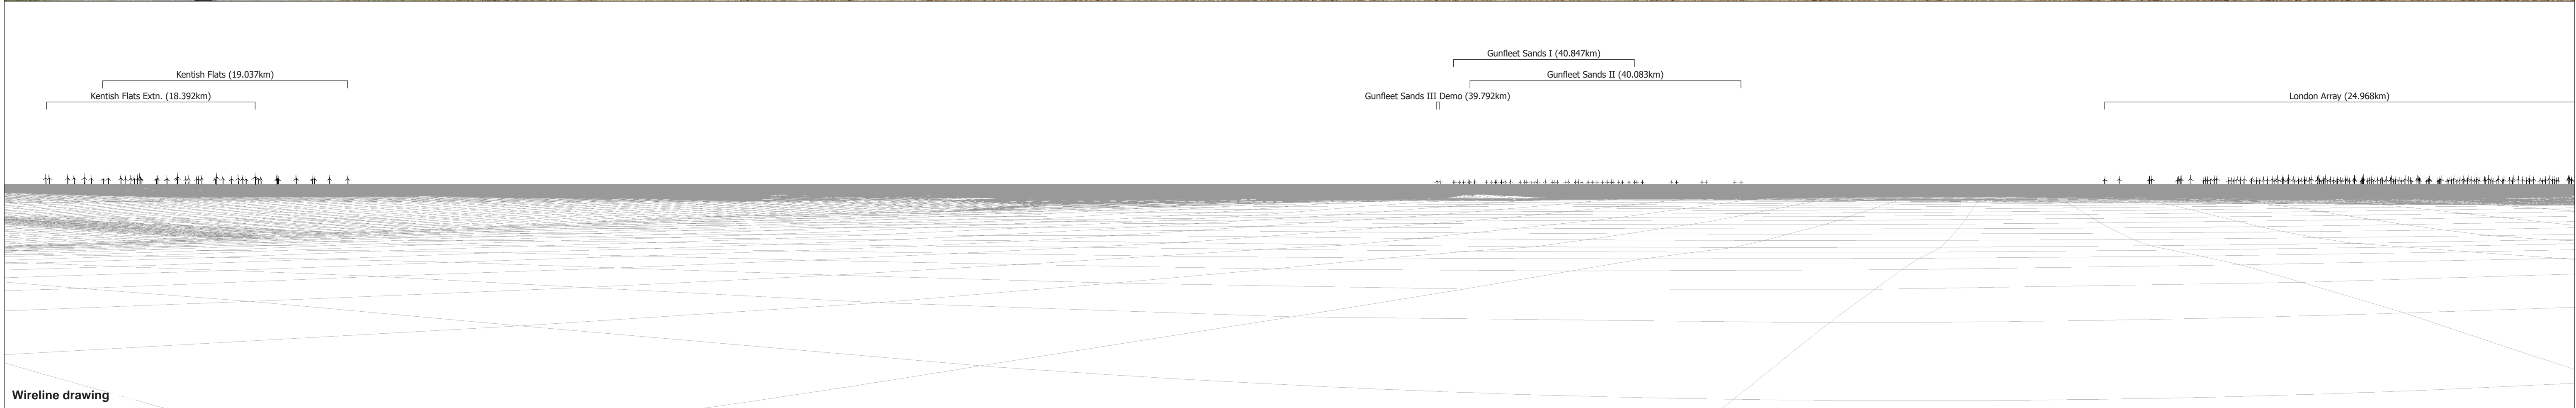 Gunfleet Sands I (40.847km)
Kentish Flats (19.037km)
Gunfleet Sands II (40.083km)
Kentish Flats Extn. (18.392km)
Gunfleet Sands III Demo (39.792km)
London Array (24.968km)
Wireline drawing